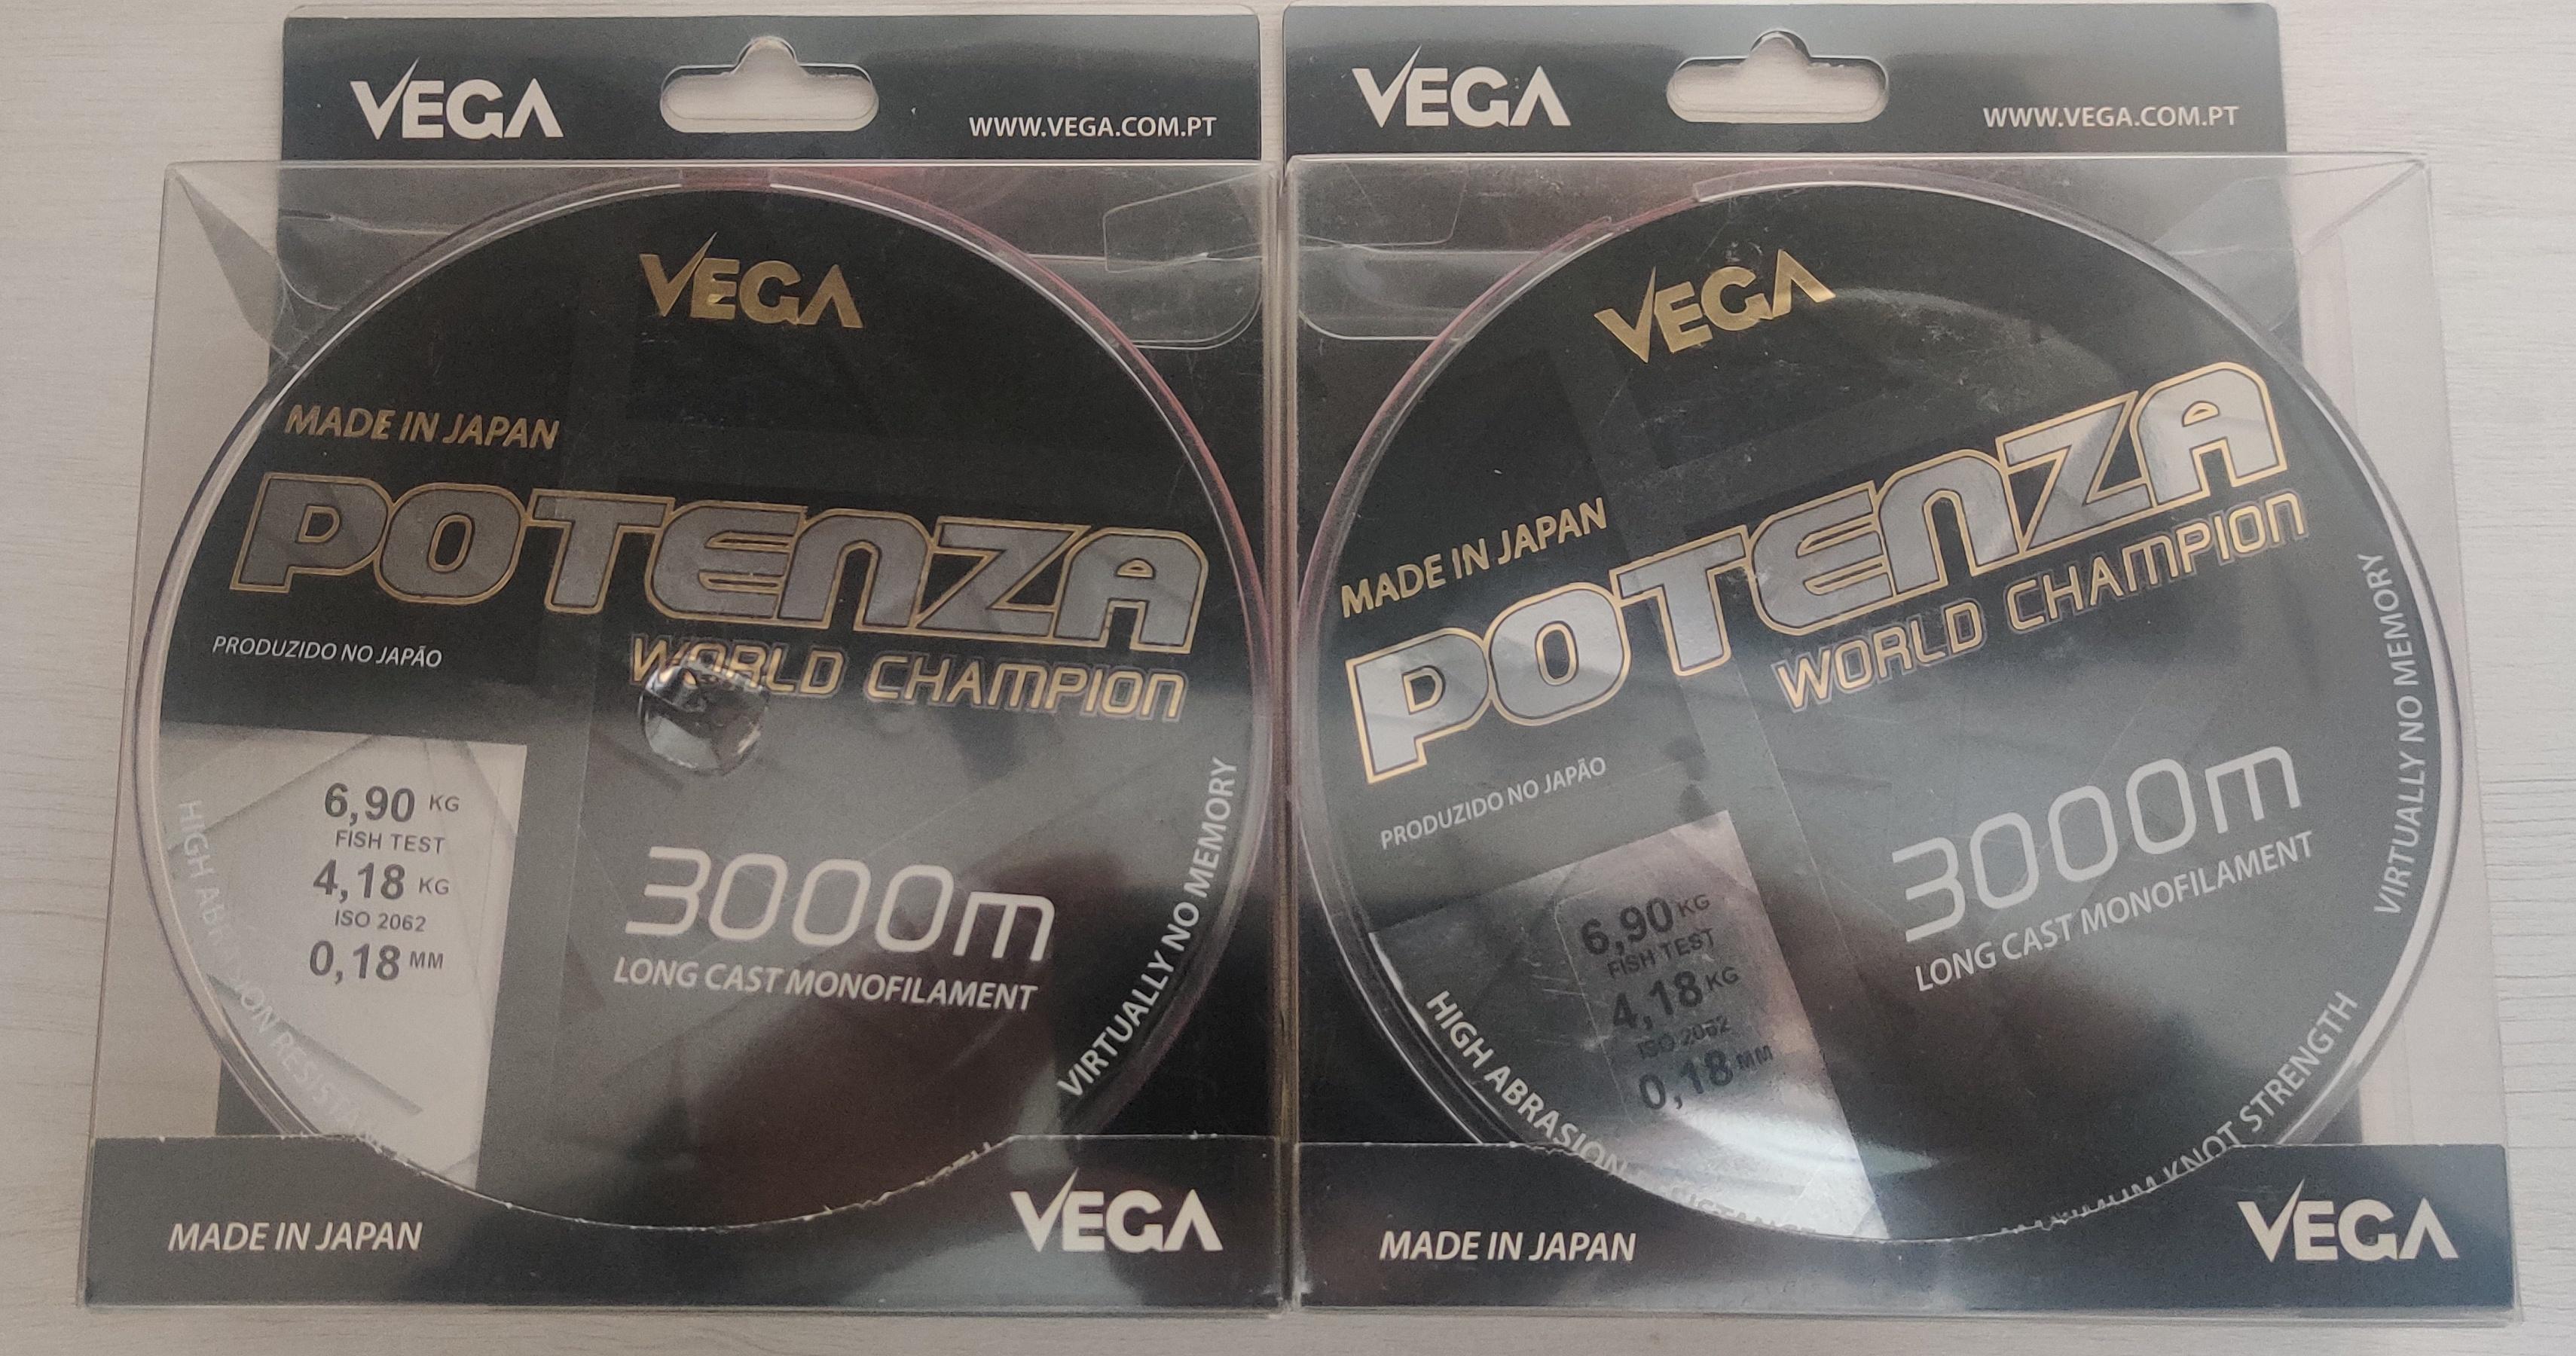 VEGA
WWW.VEGA.COM.PT
VEGA
MADE IN JAPAN
POTENZA
WORLD CHAMPION
PRODUZIDO NO JAPÃO
6,90 KG
FISH TEST
4,18 KG
ISO 2062
0,18 MM
3000m
LONG CAST MONOFILAMENT
VIRTUALLY NO MEMORY
HIGH
MADE IN JAPAN
VEGA
VEGA
WWW.VEGA.COM.PT
VEGA
MADE IN JAPAN
POTENZA
WORLD CHAMPION
PRODUZIDO NO JAPÃO
6,90 KG
FISH TEST
4,18 KG
ISO 2062
0,18 MM
3000m
LONG CAST MONOFILAMENT
VIRTUALLY NO MEMORY
HIGH ABRASION
KNOT STRENGTH
MADE IN JAPAN
VEGA